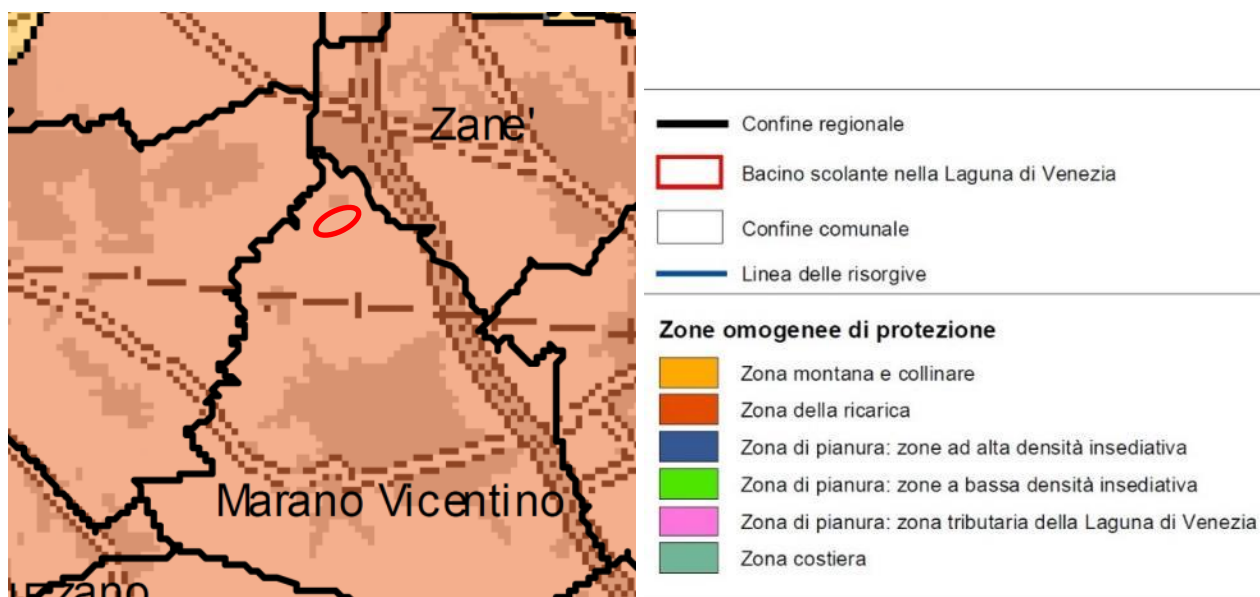 Zane'
Marano Vicentino
Confine regionale
Bacino scolante nella Laguna di Venezia
Confine comunale
Linea delle risorgive
Zone omogenee di protezione
Zona montana e collinare
Zona della ricarica
Zona di pianura: zone ad alta densità insediativa
Zona di pianura: zone a bassa densità insediativa
Zona di pianura: zona tributaria della Laguna di Venezia
Zona costiera